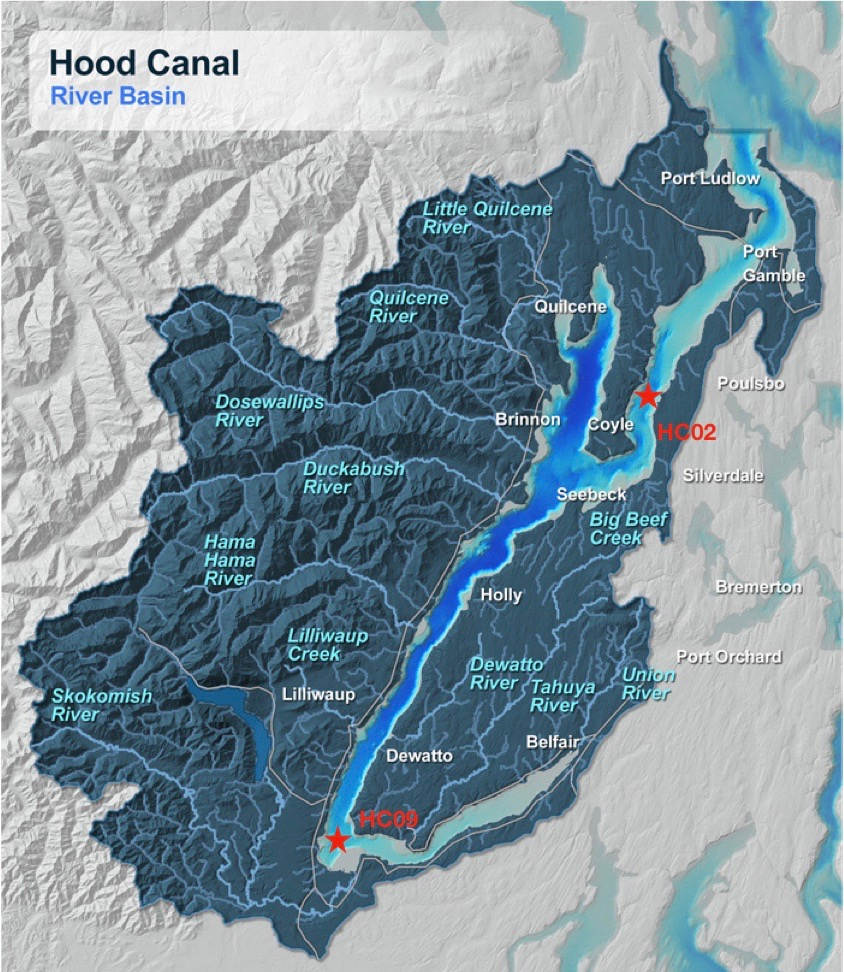 Hood Canal
River Basin
Port Ludlow
Little Quilcene
River
Port
Gamble
Quilcene
River
Quilcene
Poulsbo
Dosewallips
River
Brinnon
Coyle
HC02
Duckabush
River
Silverdale
Seebeck
Big Beef
Creek
Hama
Hama
River
Holly
Bremerton
Lilliwaup
Creek
Port Orchard
Dewatto
River
Union
River
Tahuya
River
Skokomish
River
Lilliwaup
Belfair
Dewatto
HC09